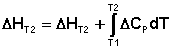 ΔH_T2 = ΔH_T2 + ∫_T1^T2 ΔC_P dT